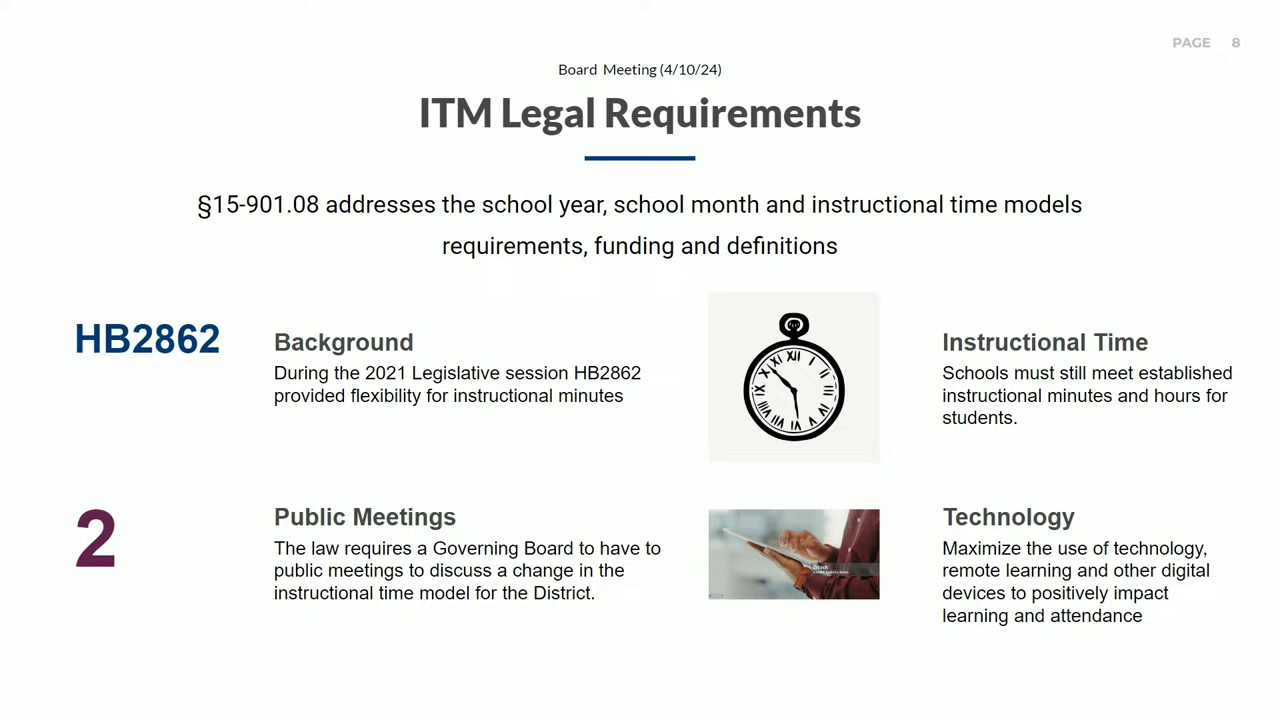 PAGE 8
Board Meeting (4/10/24)
ITM Legal Requirements
§15-901.08 addresses the school year, school month and instructional time models
requirements, funding and definitions
HB2862
Background
During the 2021 Legislative session HB2862
provided flexibility for instructional minutes
XII
Instructional Time
Schools must still meet established
instructional minutes and hours for
students.
2
Public Meetings
The law requires a Governing Board to have to
public meetings to discuss a change in the
instructional time model for the District.
iStock
Technology
Maximize the use of technology,
remote learning and other digital
devices to positively impact
learning and attendance